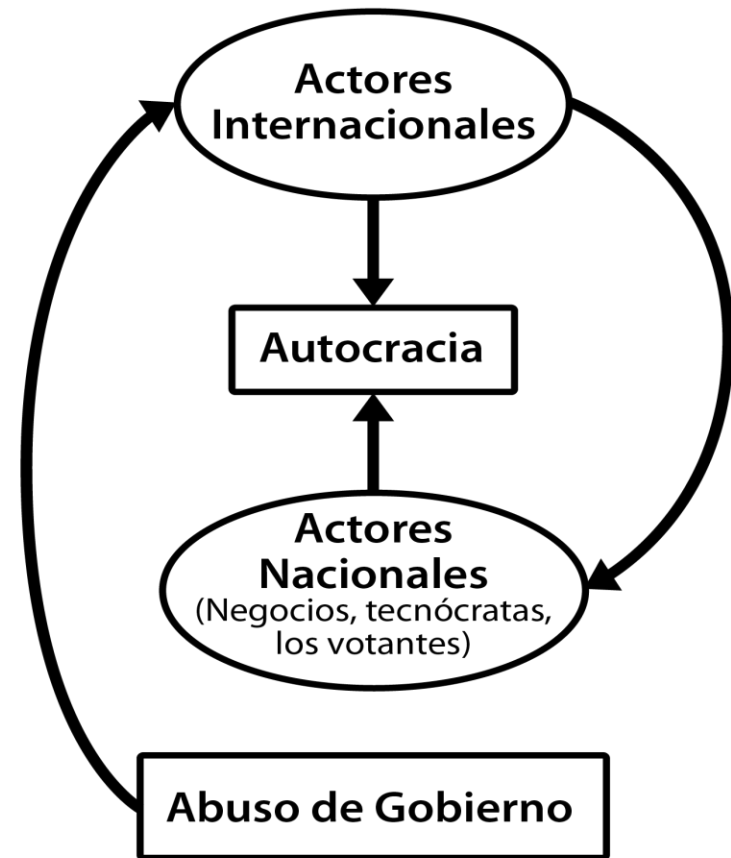 Actores
Internacionales
Autocracia
Actores
Nacionales
(Negocios, tecnócratas,
los votantes)
Abuso de Gobierno